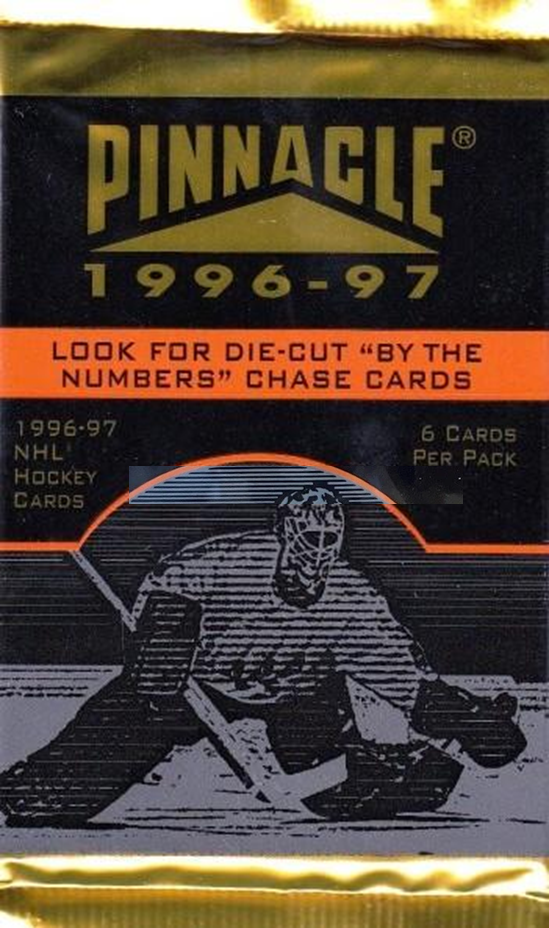 PINNACLE®
1996-97
LOOK FOR DIE-CUT “BY THE
NUMBERS” CHASE CARDS
1996-97
NHL
HOCKEY
CARDS
6 CARDS
PER PACK